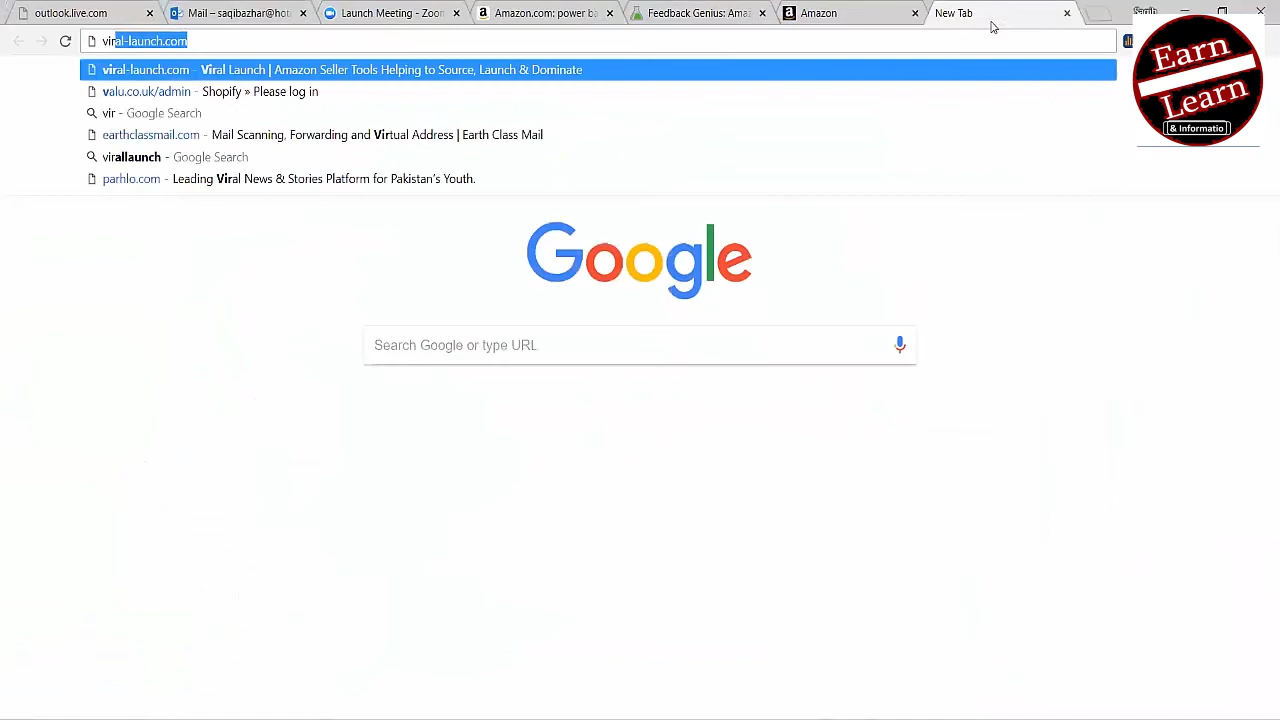 outlook.live.com
Mail – saqibazhar@hot
Launch Meeting - Zoo
Amazon.com: power ba
Feedback Genius: Amaz
Amazon
New Tab
viral-launch.com
viral-launch.com - Viral Launch | Amazon Seller Tools Helping to Source, Launch & Dominate
valu.co.uk/admin - Shopify » Please log in
vir - Google Search
earthclassmail.com - Mail Scanning, Forwarding and Virtual Address | Earth Class Mail
virallaunch - Google Search
parhlo.com - Leading Viral News & Stories Platform for Pakistan's Youth.
Earn
Learn
& Informatio
Google
Search Google or type URL